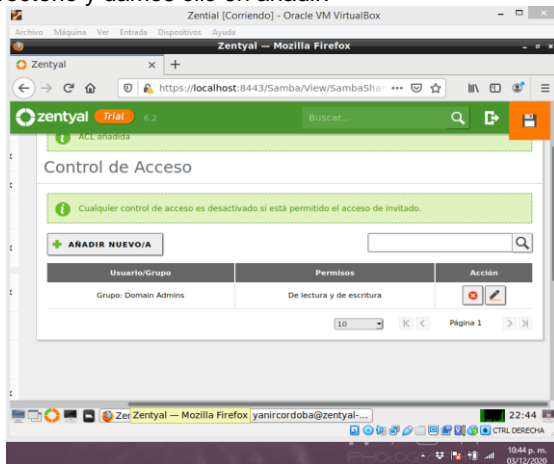 Zential [Corriendo] - Oracle VM VirtualBox
Archivo Máquina Ver Entrada Dispositivos Ayuda
Zentyal — Mozilla Firefox
Zentyal
https://localhost:8443/Samba/View/SambaShar
zentyal Trial 6.2 Buscar...
ACL añadida
Control de Acceso
Cualquier control de acceso es desactivado si está permitido el acceso de invitado.
AÑADIR NUEVO/A
Usuario/Grupo Permisos Acción
Grupo: Domain Admins De lectura y de escritura
10 Página 1
Zer Zentyal — Mozilla Firefox yanircordoba@zentyal-... 22:44
CTRL DERECHA
10:44 p. m.
03/12/2020